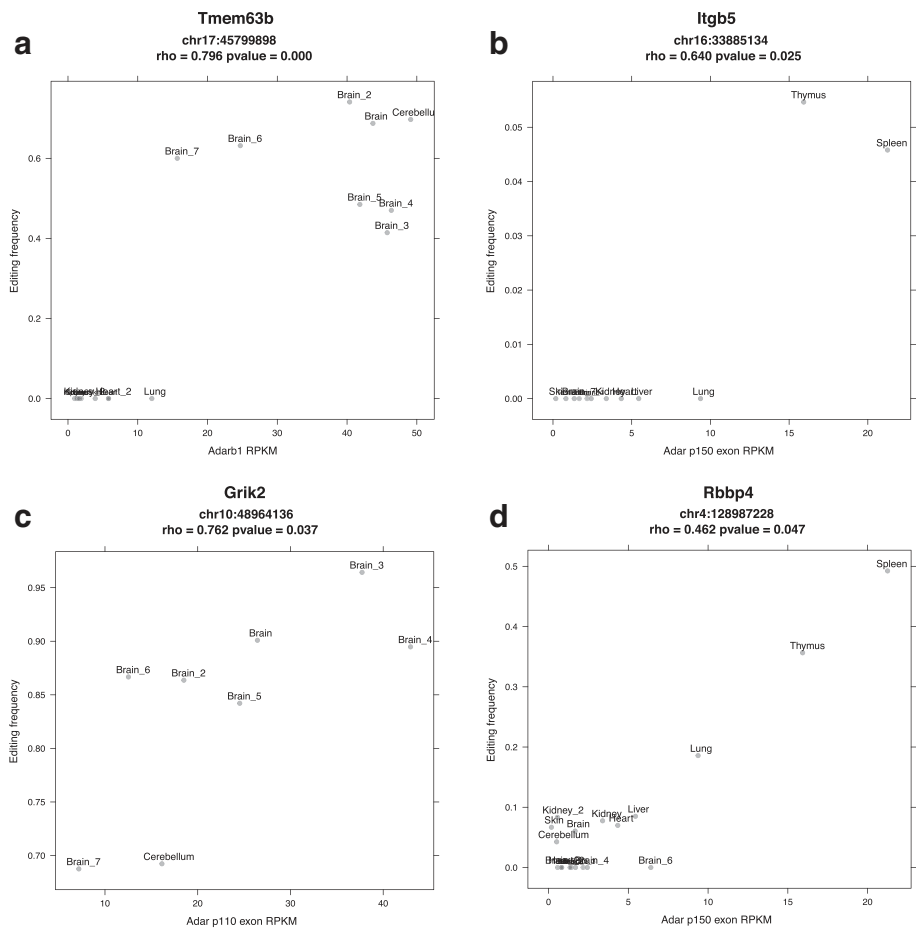 a
Tmem63b
chr17:45799898
rho = 0.796 pvalue = 0.000
Editing frequency
0.6
0.4
0.2
0.0
Brain_2
Brain
Cerebellu
Brain_6
Brain_7
Brain_5
Brain_4
Brain_3
Heart_2
Lung
0
10
20
30
40
50
Adarb1 RPKM
b
Itgb5
chr16:33885134
rho = 0.640 pvalue = 0.025
Editing frequency
0.05
0.04
0.03
0.02
0.01
0.00
Thymus
Spleen
Kidney
Heart
Liver
Lung
0
5
10
15
20
Adar p150 exon RPKM
c
Grik2
chr10:48964136
rho = 0.762 pvalue = 0.037
Editing frequency
0.95
0.90
0.85
0.80
0.75
0.70
Brain_3
Brain
Brain_4
Brain_6
Brain_2
Brain_5
Brain_7
Cerebellum
10
20
30
40
Adar p110 exon RPKM
d
Rbbp4
chr4:128987228
rho = 0.462 pvalue = 0.047
Editing frequency
0.5
0.4
0.3
0.2
0.1
0.0
Spleen
Thymus
Lung
Kidney_2
Kidney
Liver
Skin
Brain
Heart
Cerebellum
Brain_6
0
5
10
15
20
Adar p150 exon RPKM